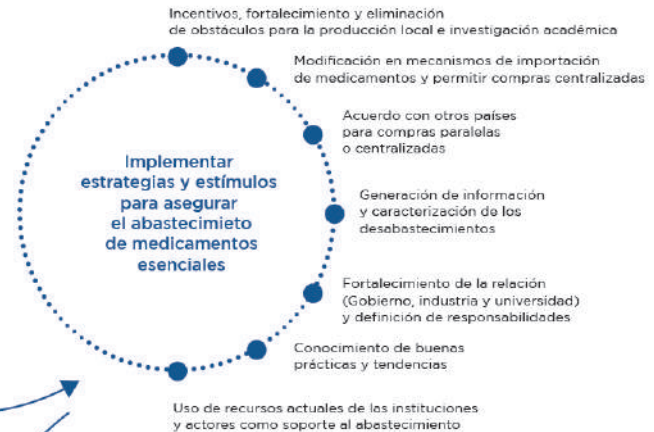 Incentivos, fortalecimiento y eliminación
de obstáculos para la producción local e investigación académica
Modificación en mecanismos de importación
de medicamentos y permitir compras centralizadas
Acuerdo con otros países
para compras paralelas
o centralizadas
Implementar
estrategias y estímulos
para asegurar
el abastecimieto
de medicamentos
esenciales
Generación de información
y caracterización de los
desabastecimientos
Fortalecimiento de la relación
(Gobierno, industria y universidad)
y definición de responsabilidades
Conocimiento de buenas
prácticas y tendencias
Uso de recursos actuales de las instituciones
y actores como soporte al abastecimiento